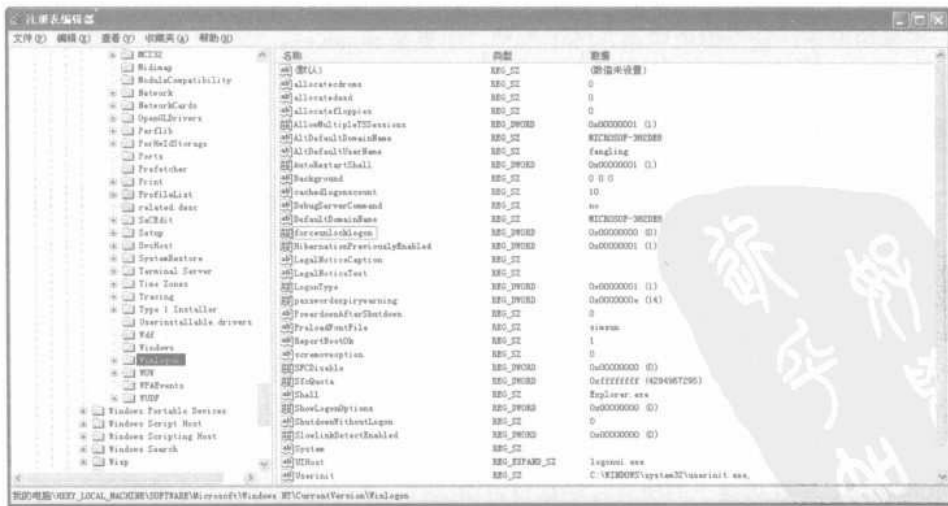 注册表编辑器
文件(F) 编辑(E) 查看(V) 收藏夹(A) 帮助(H)
MCI32
Midimap
ModuleCompatibility
Network
NetworkCards
OpenGLDrivers
Perflib
PerHwIdStorage
Ports
Prefetcher
Print
ProfileList
related.desc
SeCEdit
Setup
SvcHost
SystemRestore
Terminal Server
Time Zones
Tracing
Type 1 Installer
Userinstallable drivers
Wdf
Windows
Winlogon
WOW
WPAEvents
WUDF
Windows Portable Devices
Windows Script Host
Windows Scripting Host
Windows Search
Wisp
名称 类型 数据
(默认) REG_SZ (数值未设置)
allocatecdroms REG_SZ 0
allocatedasd REG_SZ 0
allocatefloppies REG_SZ 0
AllowMultipleTSSessions REG_DWORD 0x00000001 (1)
AltDefaultDomainName REG_SZ
AltDefaultUserName REG_SZ fangling
AutoRestartShell REG_DWORD 0x00000001 (1)
Background REG_SZ 0 0 0
cachedlogonscount REG_SZ 10
DebugServerCommand REG_SZ no
DefaultDomainName REG_SZ
forceunlocklogon REG_DWORD 0x00000000 (0)
HibernationPreviouslyEnabled REG_DWORD 0x00000001 (1)
LegalNoticeCaption REG_SZ
LegalNoticeText REG_SZ
LogonType REG_DWORD 0x00000001 (1)
passwordexpirywarning REG_DWORD 0x0000000e (14)
PowerdownAfterShutdown REG_SZ 0
PreLoadFontFile REG_SZ simsun
ReportBootOk REG_SZ 1
scremoveoption REG_SZ 0
SFCDisable REG_DWORD 0x00000000 (0)
SfcQuota REG_DWORD 0xffffffff (4294967295)
Shell REG_SZ Explorer.exe
ShowLogonOptions REG_DWORD 0x00000000 (0)
ShutdownWithoutLogon REG_SZ 0
SlowLinkDetectEnabled REG_DWORD 0x00000000 (0)
System REG_SZ
UIHost REG_EXPAND_SZ logonui.exe
Userinit REG_SZ C:\WINDOWS\system32\userinit.exe,
我的电脑\HKEY_LOCAL_MACHINE\SOFTWARE\Microsoft\Windows NT\CurrentVersion\Winlogon